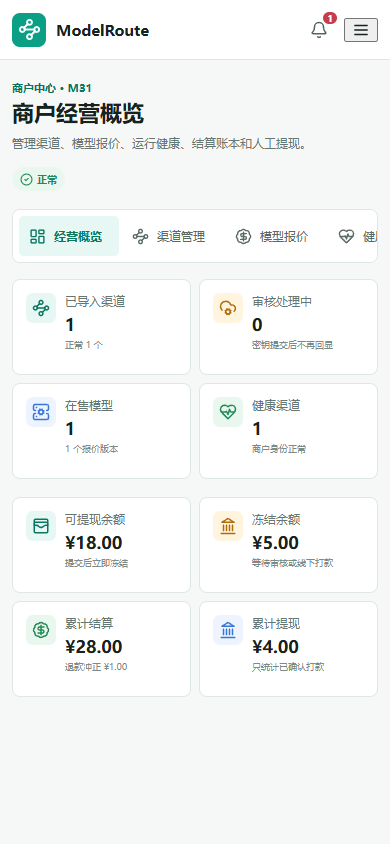 ModelRoute
1
商户中心 • M31
商户经营概览
管理渠道、模型报价、运行健康、结算账本和人工提现。
正常
经营概览 渠道管理 模型报价
已导入渠道
1
正常 1 个
审核处理中
0
密钥提交后不再回显
在售模型
1
1 个报价版本
健康渠道
1
商户身份正常
可提现余额
¥18.00
提交后立即冻结
冻结余额
¥5.00
等待审核或线下打款
累计结算
¥28.00
退款冲正 ¥1.00
累计提现
¥4.00
只统计已确认打款